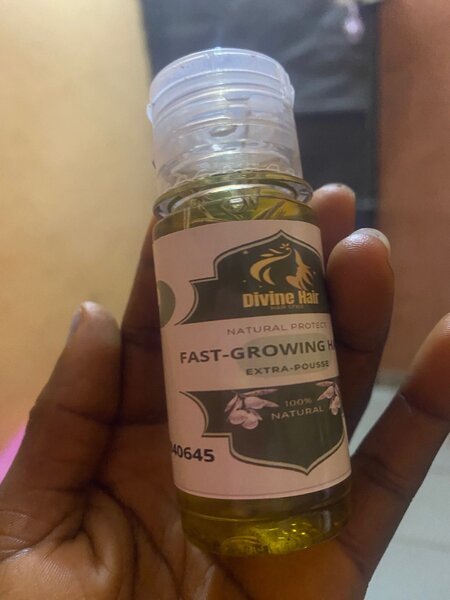 Divine Hair
NATURAL PROTECT
FAST-GROWING H
EXTRA-POUSSE
100%
NATURAL
40645